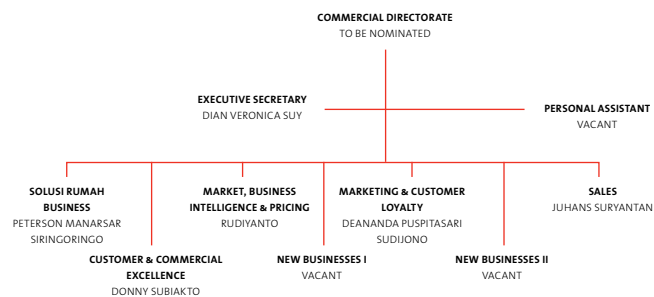 COMMERCIAL DIRECTORATE
TO BE NOMINATED
EXECUTIVE SECRETARY
DIAN VERONICA SUY
PERSONAL ASSISTANT
VACANT
SOLUSI RUMAH
BUSINESS
PETERSON MANARSAR
SIRINGORINGO
MARKET, BUSINESS
INTELLIGENCE & PRICING
RUDIYANTO
MARKETING & CUSTOMER
LOYALTY
DEANANDA PUSPITASARI
SUDIJONO
SALES
JUHANS SURYANTAN
CUSTOMER & COMMERCIAL
EXCELLENCE
DONNY SUBIAKTO
NEW BUSINESSES I
VACANT
NEW BUSINESSES II
VACANT